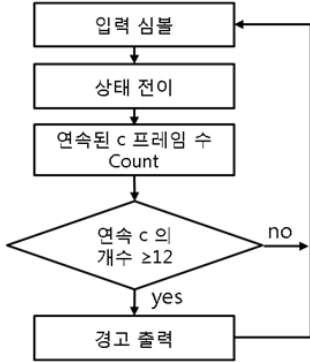 입력 심볼
상태 전이
연속된 c 프레임 수
Count
연속 c 의
개수 ≥12
no
yes
경고 출력